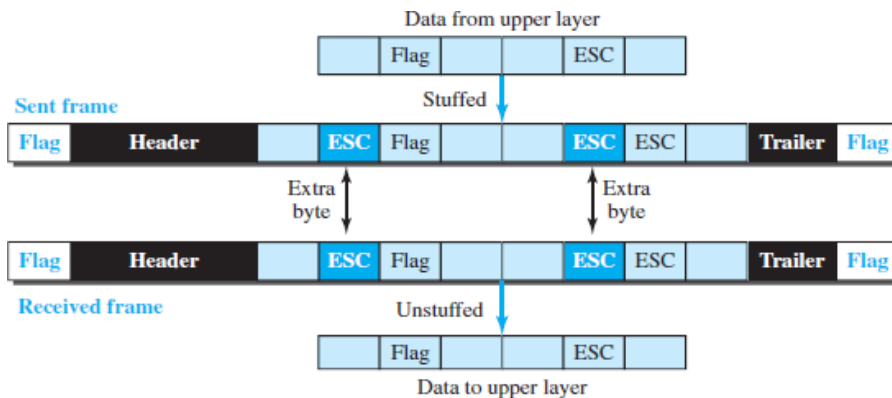 Data from upper layer
Flag ESC
Stuffed
Sent frame
Flag Header ESC Flag ESC ESC Trailer Flag
Extra byte
Extra byte
Flag Header ESC Flag ESC ESC Trailer Flag
Received frame
Unstuffed
Flag ESC
Data to upper layer